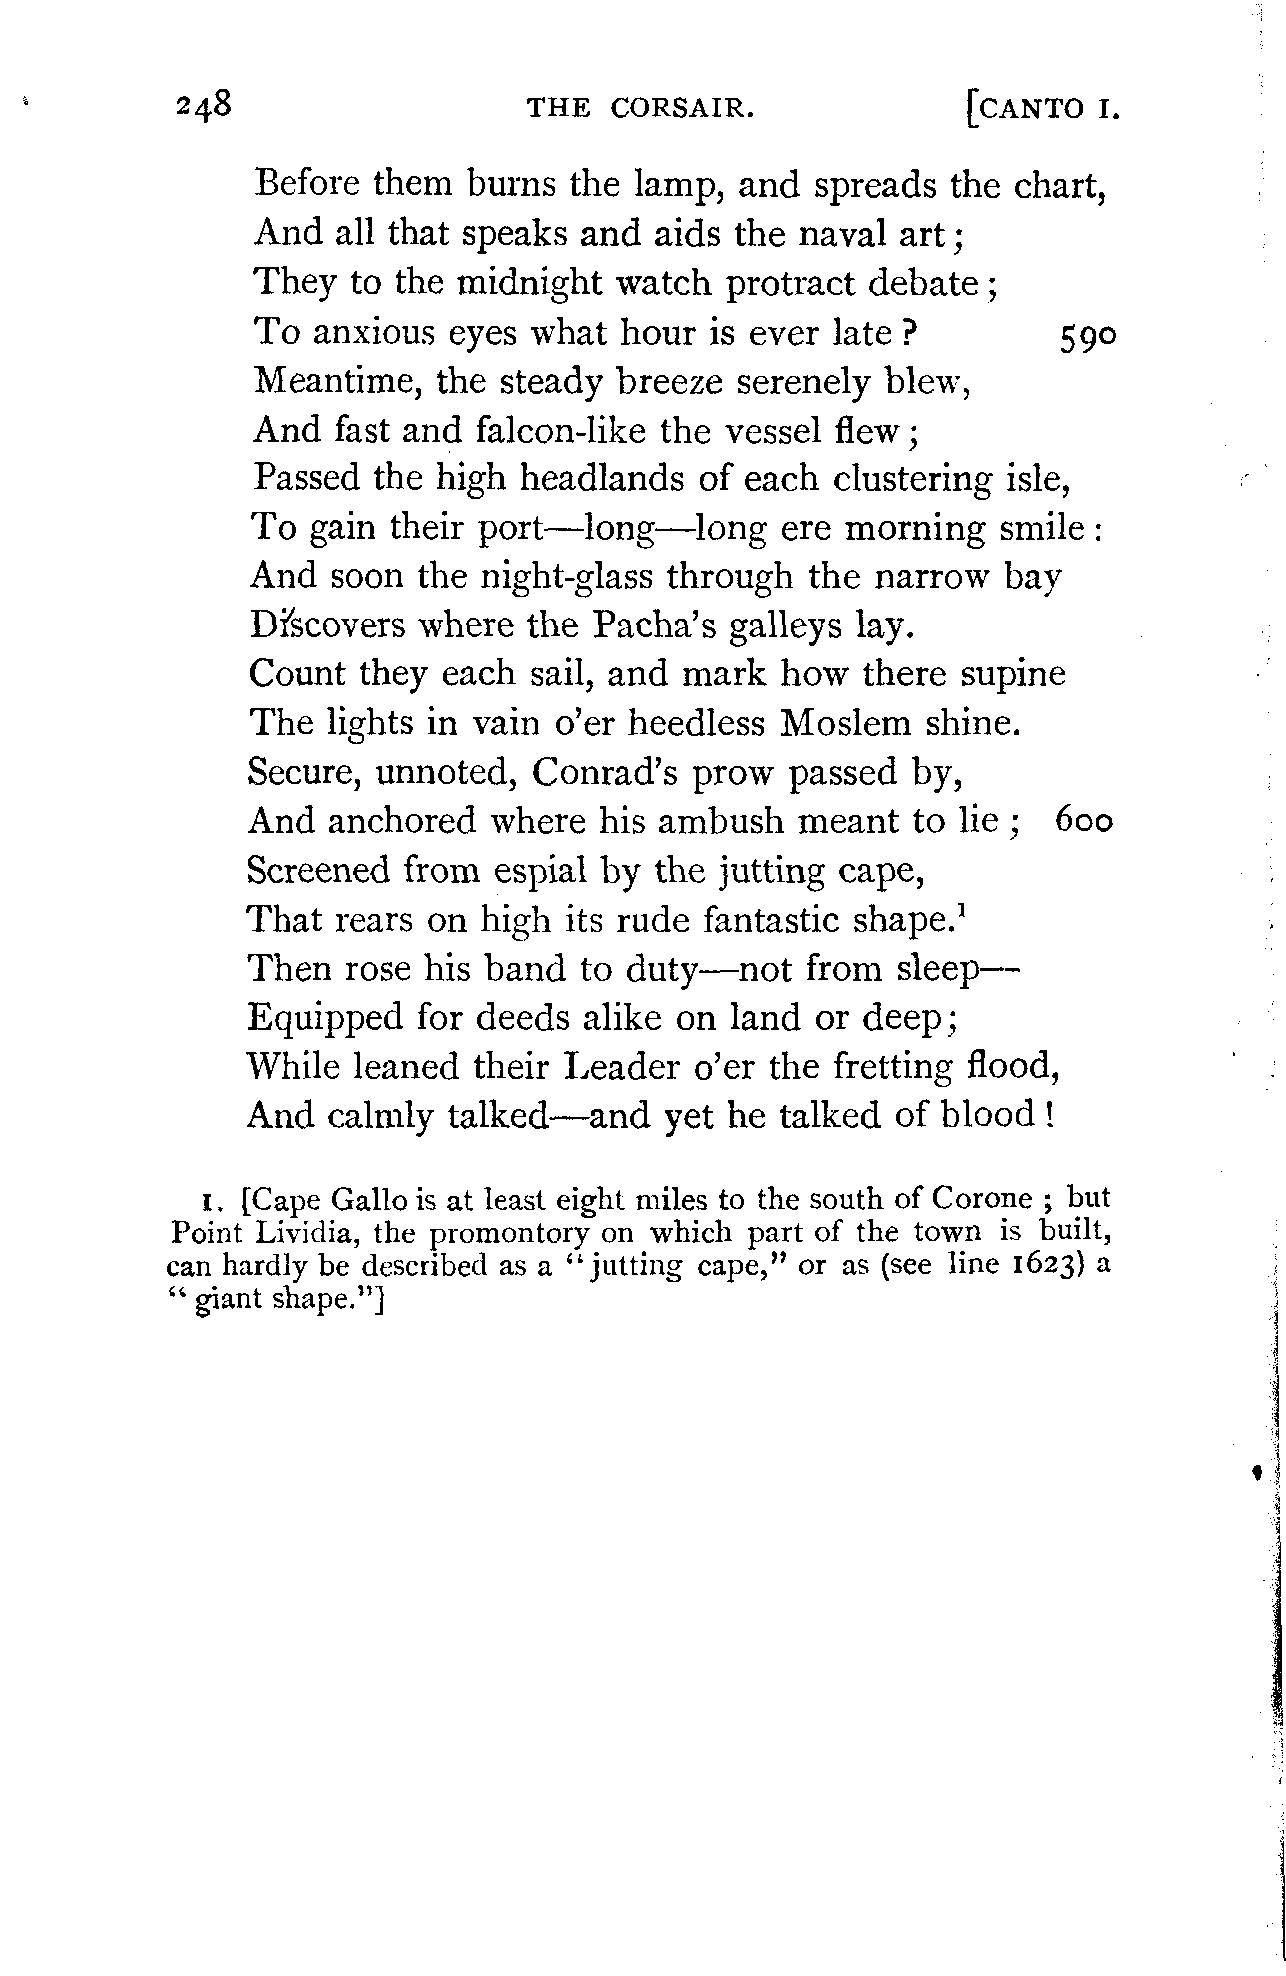 248 THE CORSAIR. [CANTO I.
Before them burns the lamp, and spreads the chart,
And all that speaks and aids the naval art;
They to the midnight watch protract debate;
To anxious eyes what hour is ever late? 590
Meantime, the steady breeze serenely blew,
And fast and falcon-like the vessel flew;
Passed the high headlands of each clustering isle,
To gain their port—long—long ere morning smile:
And soon the night-glass through the narrow bay
Discovers where the Pacha's galleys lay.
Count they each sail, and mark how there supine
The lights in vain o'er heedless Moslem shine.
Secure, unnoted, Conrad's prow passed by,
And anchored where his ambush meant to lie; 600
Screened from espial by the jutting cape,
That rears on high its rude fantastic shape.¹
Then rose his band to duty—not from sleep—
Equipped for deeds alike on land or deep;
While leaned their Leader o'er the fretting flood,
And calmly talked—and yet he talked of blood!
1. [Cape Gallo is at least eight miles to the south of Corone; but
Point Lividia, the promontory on which part of the town is built,
can hardly be described as a "jutting cape," or as (see line 1623) a
"giant shape."]